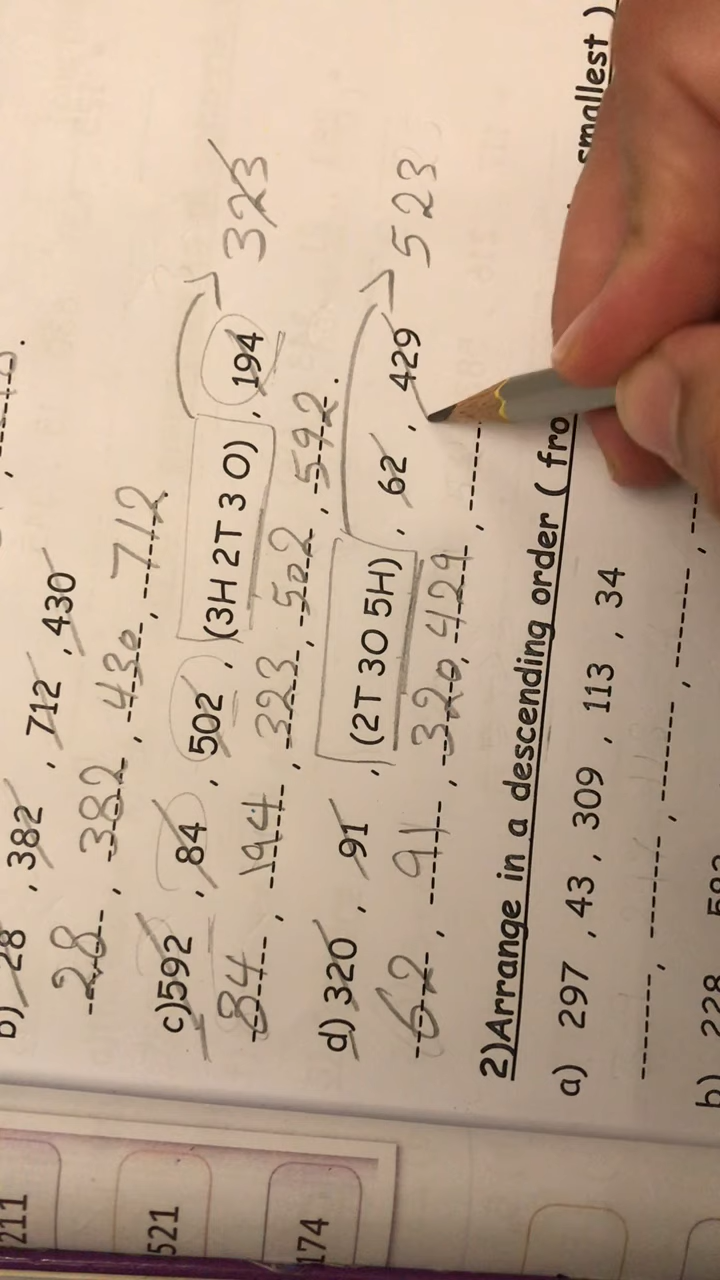 b) 28 , 382 , 712 , 430
28 , 382 , 430 , 712
c)592 , 84 , 502 , (3H 2T 3 O) , 194 323
84 , 194 , 323 , 502 , 592 .
d) 320 , 91 , (2T 3O 5H) , 62 , 429 523
62 , 91 , 320, 429 ,
2)Arrange in a descending order ( fro smallest )
a) 297 , 43 , 309 , 113 , 34
b) 228
211
521
174